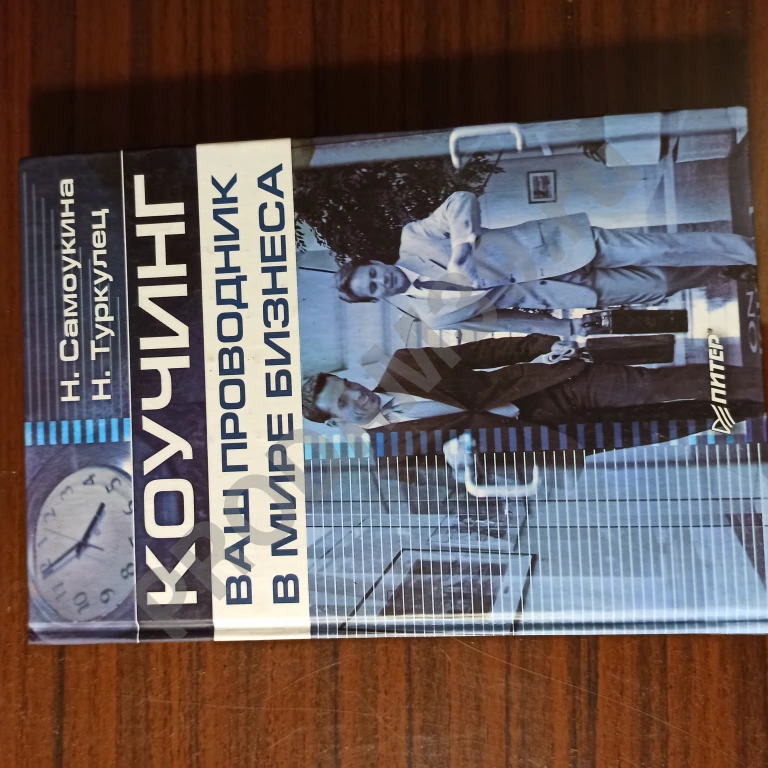 Н. Самоукина
Н. Туркулец
КОУЧИНГ
ВАШ ПРОВОДНИК
В МИРЕ БИЗНЕСА
ПИТЕР®